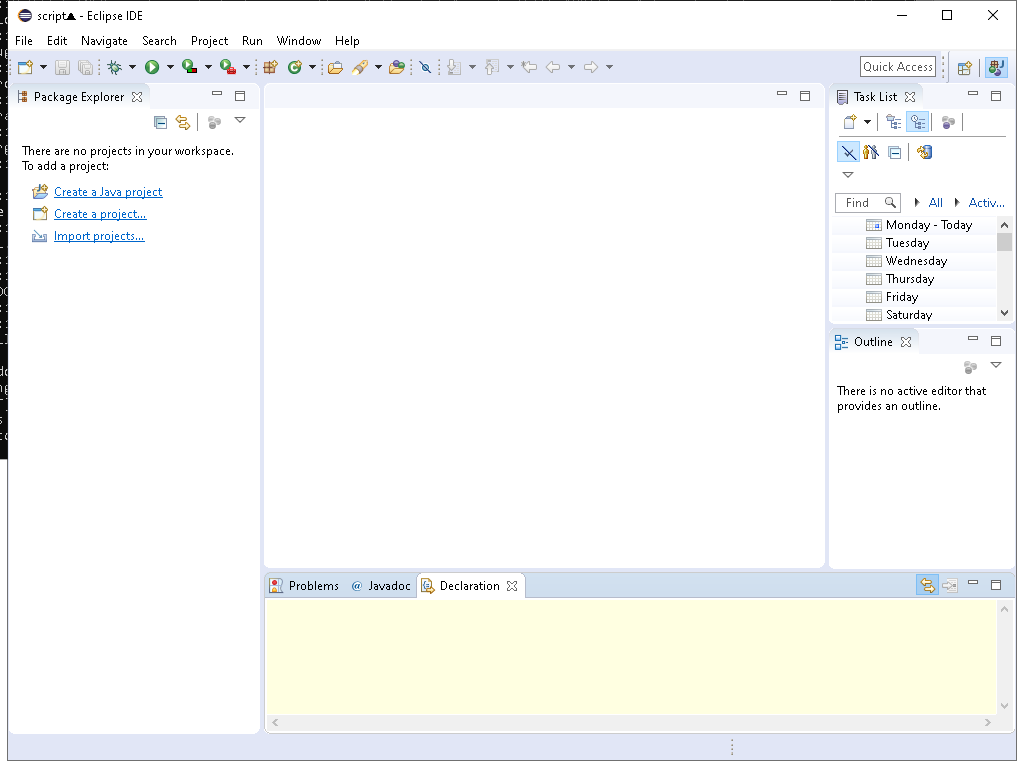 script▲ - Eclipse IDE
File Edit Navigate Search Project Run Window Help
Quick Access
Package Explorer
There are no projects in your workspace.
To add a project:
Create a Java project
Create a project...
Import projects...
Task List
Find All Activ...
Monday - Today
Tuesday
Wednesday
Thursday
Friday
Saturday
Outline
There is no active editor that
provides an outline.
Problems @ Javadoc Declaration